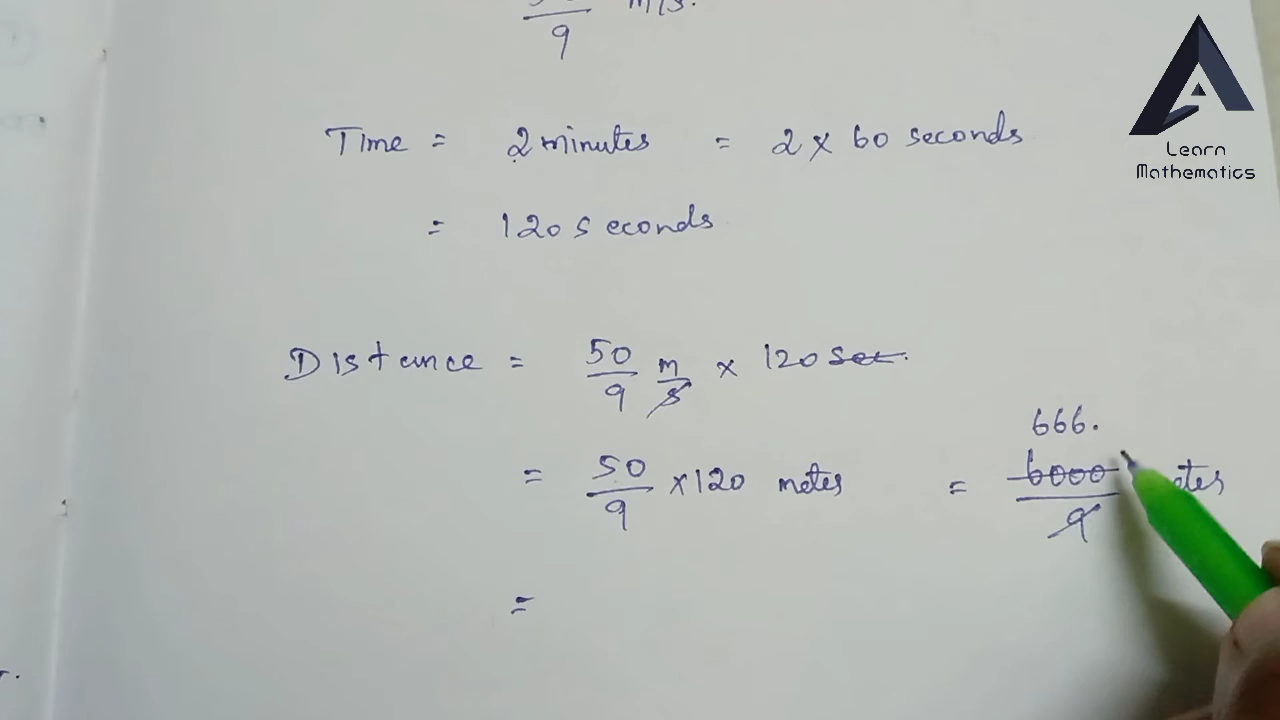 9 m/s.
Time = 2 minutes = 2 × 60 seconds
= 120 seconds
Distance = 50/9 m/s × 120 sec.
666.
= 50/9 × 120 metes = 6000/9
=
Learn
Mathematics